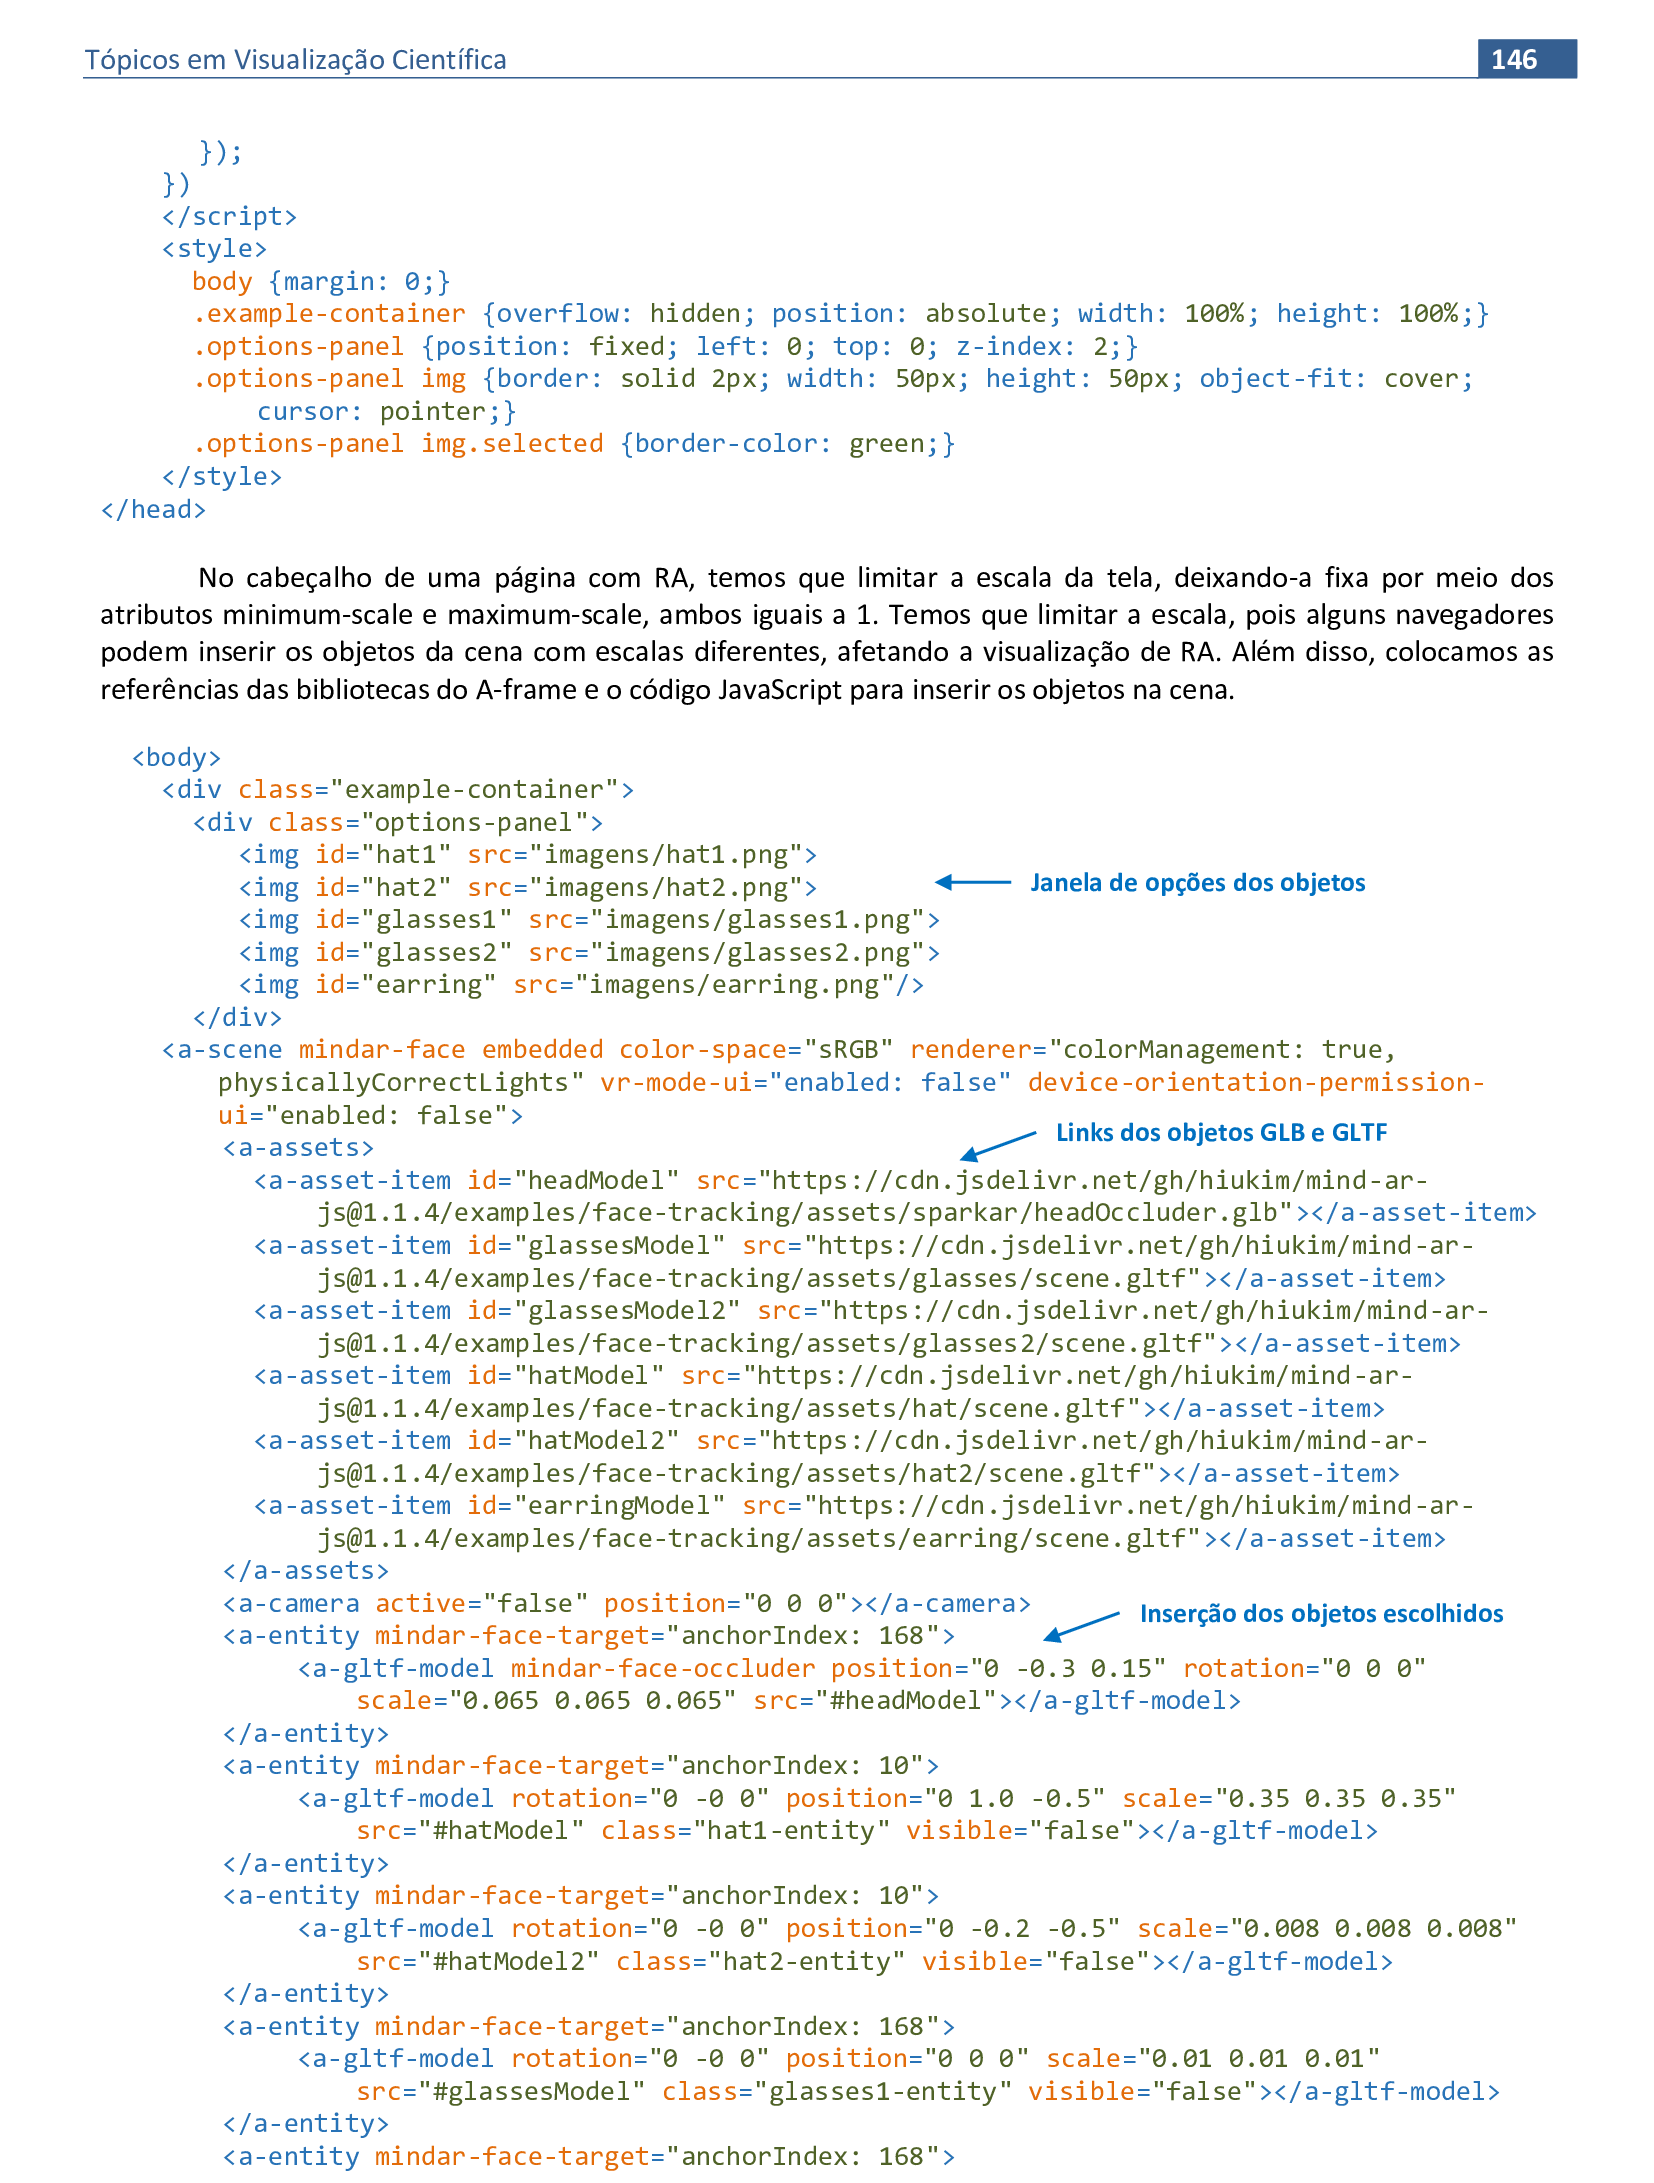 Tópicos em Visualização Científica
146
});
})
</script>
<style>
body {margin: 0;}
.example-container {overflow: hidden; position: absolute; width: 100%; height: 100%;}
.options-panel {position: fixed; left: 0; top: 0; z-index: 2;}
.options-panel img {border: solid 2px; width: 50px; height: 50px; object-fit: cover;
cursor: pointer;}
.options-panel img.selected {border-color: green;}
</style>
</head>
No cabeçalho de uma página com RA, temos que limitar a escala da tela, deixando-a fixa por meio dos
atributos minimum-scale e maximum-scale, ambos iguais a 1. Temos que limitar a escala, pois alguns navegadores
podem inserir os objetos da cena com escalas diferentes, afetando a visualização de RA. Além disso, colocamos as
referências das bibliotecas do A-frame e o código JavaScript para inserir os objetos na cena.
<body>
<div class="example-container">
<div class="options-panel">
<img id="hat1" src="imagens/hat1.png">
<img id="hat2" src="imagens/hat2.png">
Janela de opções dos objetos
<img id="glasses1" src="imagens/glasses1.png">
<img id="glasses2" src="imagens/glasses2.png">
<img id="earring" src="imagens/earring.png"/>
</div>
<a-scene mindar-face embedded color-space="sRGB" renderer="colorManagement: true,
physicallyCorrectLights" vr-mode-ui="enabled: false" device-orientation-permission-
ui="enabled: false">
Links dos objetos GLB e GLTF
<a-assets>
<a-asset-item id="headModel" src="https://cdn.jsdelivr.net/gh/hiukim/mind-ar-
js@1.1.4/examples/face-tracking/assets/sparkar/headOccluder.glb"></a-asset-item>
<a-asset-item id="glassesModel" src="https://cdn.jsdelivr.net/gh/hiukim/mind-ar-
js@1.1.4/examples/face-tracking/assets/glasses/scene.gltf"></a-asset-item>
<a-asset-item id="glassesModel2" src="https://cdn.jsdelivr.net/gh/hiukim/mind-ar-
js@1.1.4/examples/face-tracking/assets/glasses2/scene.gltf"></a-asset-item>
<a-asset-item id="hatModel" src="https://cdn.jsdelivr.net/gh/hiukim/mind-ar-
js@1.1.4/examples/face-tracking/assets/hat/scene.gltf"></a-asset-item>
<a-asset-item id="hatModel2" src="https://cdn.jsdelivr.net/gh/hiukim/mind-ar-
js@1.1.4/examples/face-tracking/assets/hat2/scene.gltf"></a-asset-item>
<a-asset-item id="earringModel" src="https://cdn.jsdelivr.net/gh/hiukim/mind-ar-
js@1.1.4/examples/face-tracking/assets/earring/scene.gltf"></a-asset-item>
</a-assets>
<a-camera active="false" position="0 0 0"></a-camera>
Inserção dos objetos escolhidos
<a-entity mindar-face-target="anchorIndex: 168">
<a-gltf-model mindar-face-occluder position="0 -0.3 0.15" rotation="0 0 0"
scale="0.065 0.065 0.065" src="#headModel"></a-gltf-model>
</a-entity>
<a-entity mindar-face-target="anchorIndex: 10">
<a-gltf-model rotation="0 -0 0" position="0 1.0 -0.5" scale="0.35 0.35 0.35"
src="#hatModel" class="hat1-entity" visible="false"></a-gltf-model>
</a-entity>
<a-entity mindar-face-target="anchorIndex: 10">
<a-gltf-model rotation="0 -0 0" position="0 -0.2 -0.5" scale="0.008 0.008 0.008"
src="#hatModel2" class="hat2-entity" visible="false"></a-gltf-model>
</a-entity>
<a-entity mindar-face-target="anchorIndex: 168">
<a-gltf-model rotation="0 -0 0" position="0 0 0" scale="0.01 0.01 0.01"
src="#glassesModel" class="glasses1-entity" visible="false"></a-gltf-model>
</a-entity>
<a-entity mindar-face-target="anchorIndex: 168">